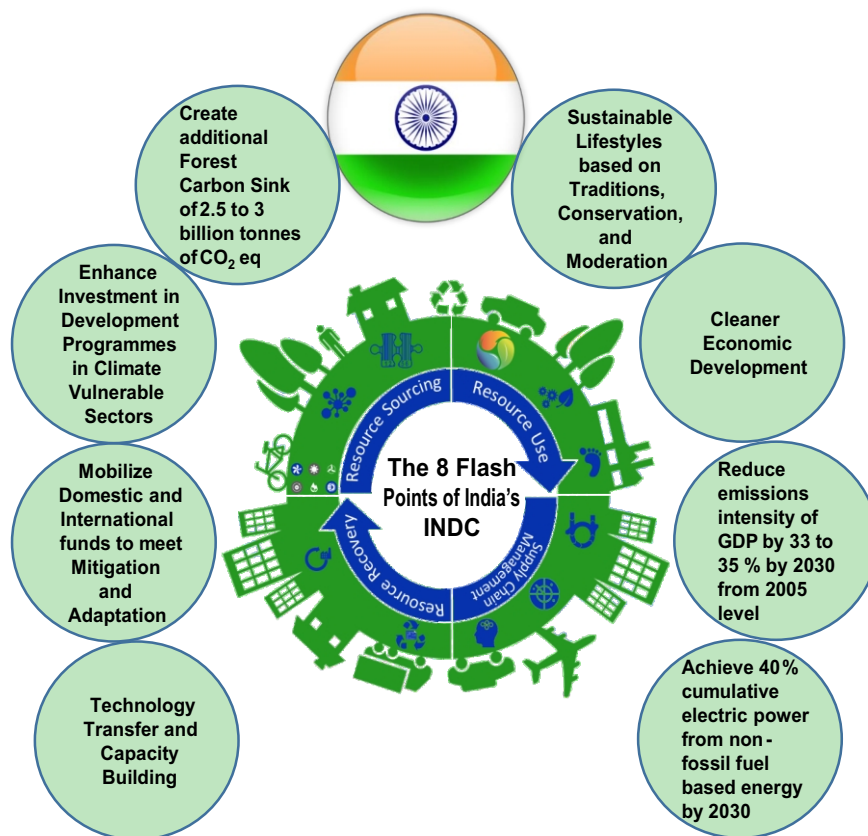 Create
additional
Forest
Carbon Sink
of 2.5 to 3
billion tonnes
of CO₂ eq
Sustainable
Lifestyles
based on
Traditions,
Conservation,
and
Moderation
Enhance
Investment in
Development
Programmes
in Climate
Vulnerable
Sectors
Cleaner
Economic
Development
Resource Sourcing
Resource Use
The 8 Flash
Points of India's
INDC
Supply Chain
Management
Resource Recovery
Mobilize
Domestic and
International
funds to meet
Mitigation
and
Adaptation
Reduce
emissions
intensity of
GDP by 33 to
35 % by 2030
from 2005
level
Technology
Transfer and
Capacity
Building
Achieve 40%
cumulative
electric power
from non-
fossil fuel
based energy
by 2030